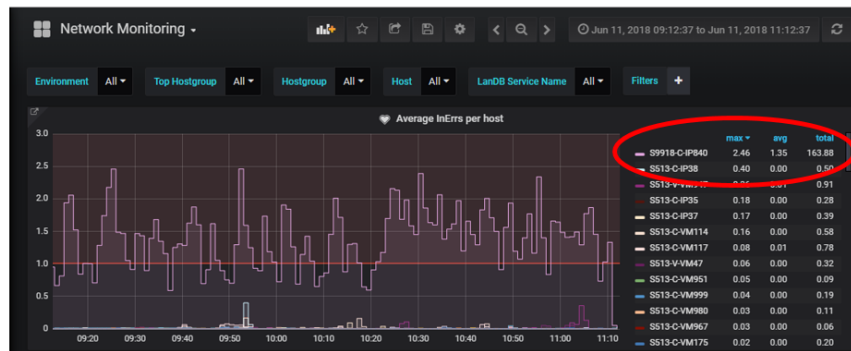 Network Monitoring
Jun 11, 2018 09:12:37 to Jun 11, 2018 11:12:37
Environment All Top Hostgroup All Hostgroup All Host All LanDB Service Name All Filters +
Average InErrs per host
max avg total
S9918-C-IP840 2.46 1.35 163.88
S513-C-IP38 0.40 0.00 0.50
0.91
S513-V-IP35 0.18 0.00 0.28
S513-C-IP37 0.17 0.00 0.39
S513-C-VM114 0.16 0.00 0.58
S513-C-VM117 0.08 0.01 0.78
S513-V-VM47 0.06 0.00 0.32
S513-C-VM951 0.05 0.00 0.09
S513-C-VM999 0.04 0.00 0.19
S513-C-VM980 0.03 0.00 0.11
S513-C-VM967 0.03 0.00 0.06
S513-C-VM175 0.02 0.00 0.20
3.0
2.5
2.0
1.5
1.0
0.5
0
09:20 09:30 09:40 09:50 10:00 10:10 10:20 10:30 10:40 10:50 11:00 11:10